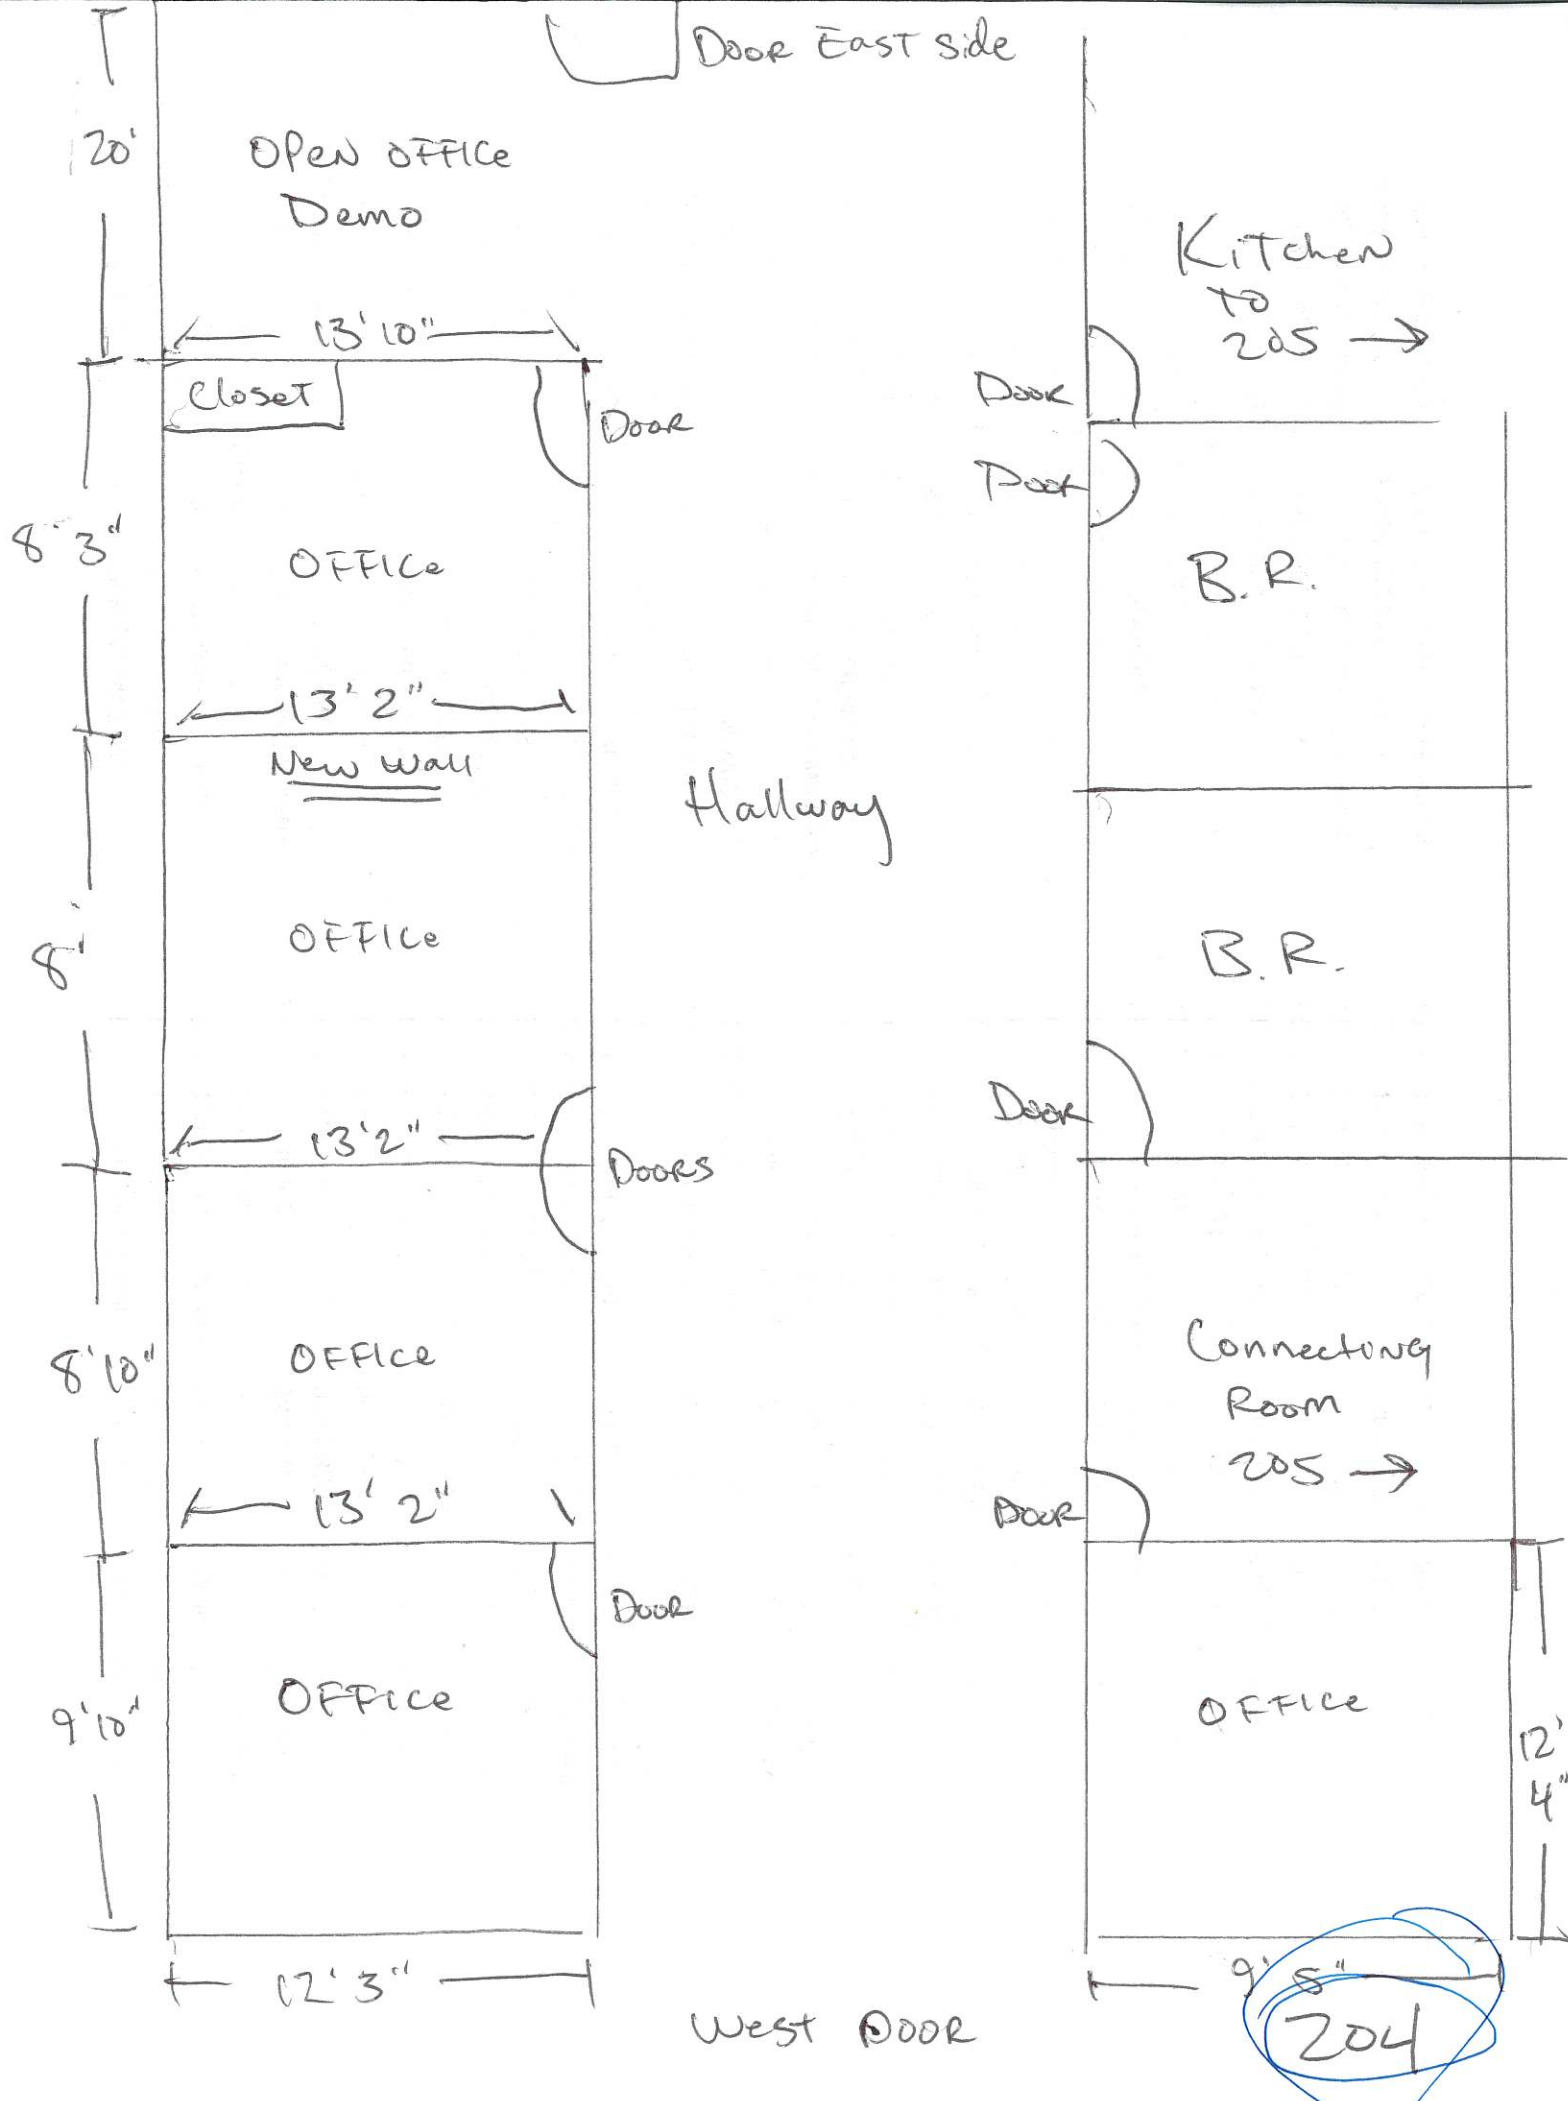 Door East side
20'
Open Office
Demo
Kitchen
to
205
13'10"
Closet
Door
Door
Door
8'3"
Office
B.R.
13'2"
New Wall
Hallway
Office
B.R.
8'
Door
13'2"
Doors
Connecting
Room
205
8'10"
Office
13'2"
Door
Door
Office
9'10"
Office
12'
4"
12'3"
9'8"
West Door
204